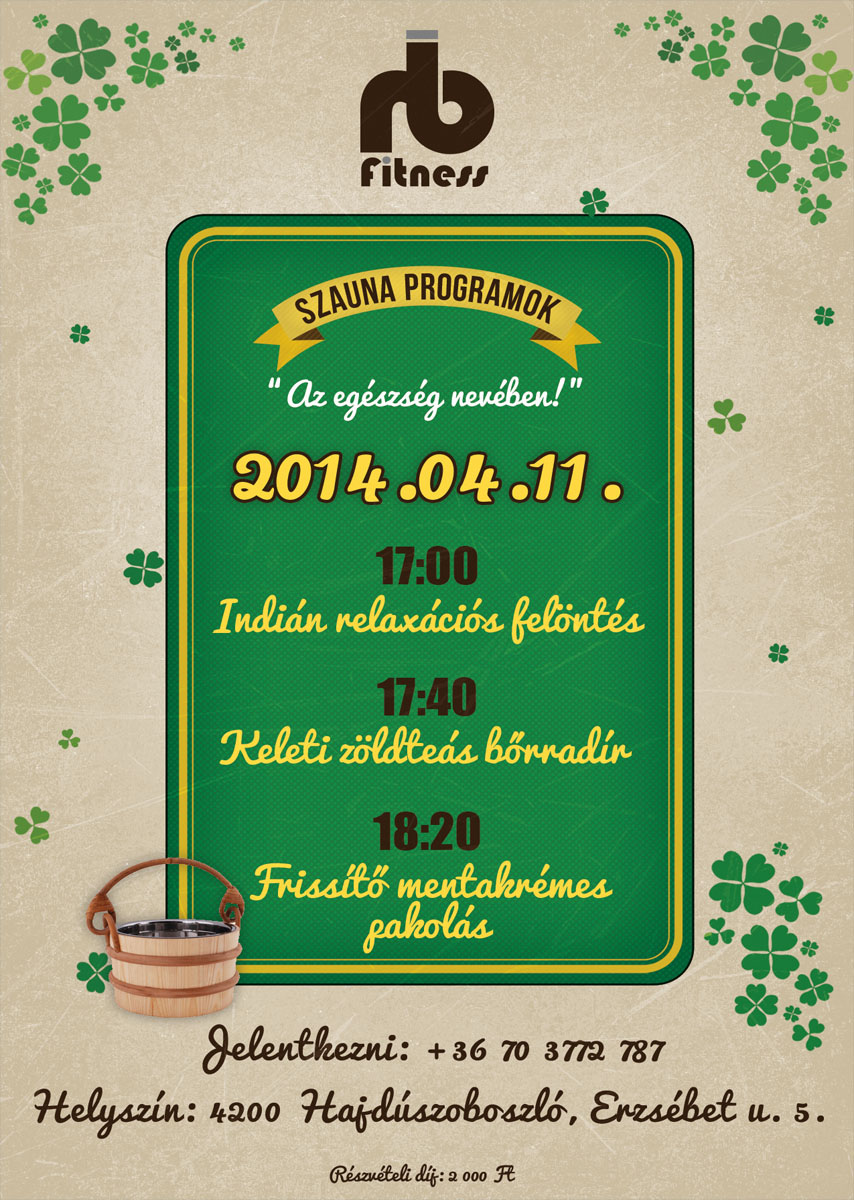 rb
Fitness
SZAUNA PROGRAMOK
“Az egészség nevében!”
2014.04.11.
17:00
Indián relaxációs felöntés
17:40
Keleti zöldteás bőrradír
18:20
Frissítő mentakrémes
pakolás
Jelentkezni: +36 70 3772 787
Helyszín: 4200 Hajdúszoboszló, Erzsébet u. 5.
Részvételi díj: 2 000 Ft